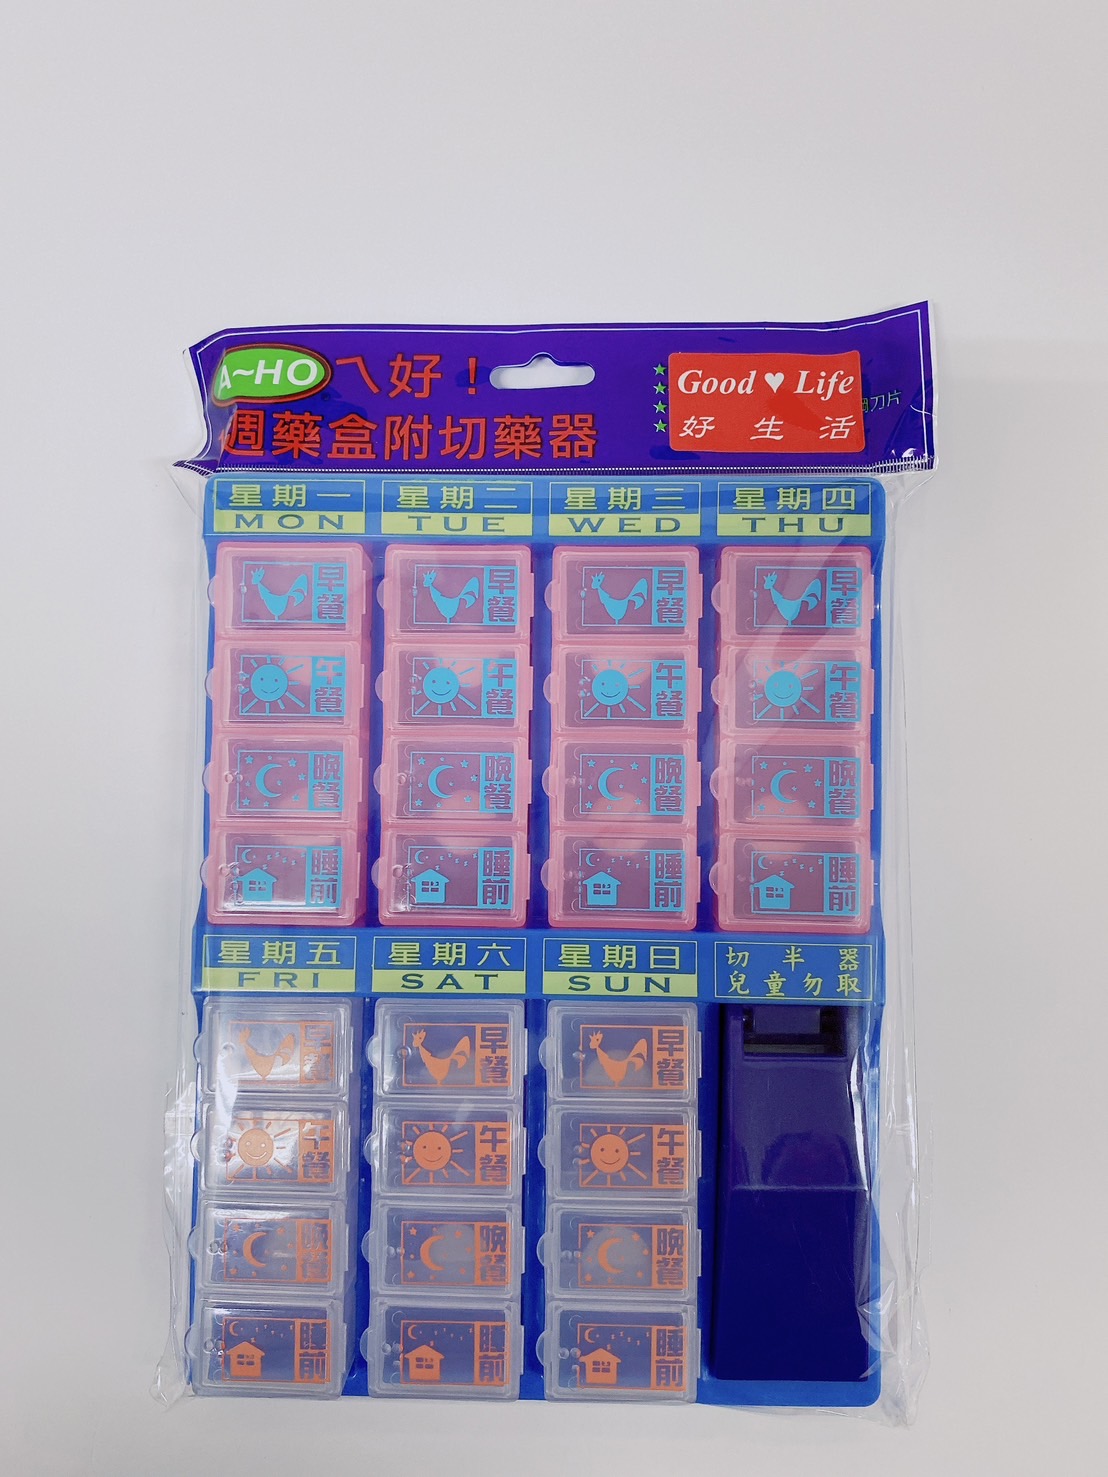 A~HO
ㄟ好！
週藥盒附切藥器
Good ♥ Life
好生活
刀片
星期一
MON
星期二
TUE
星期三
WED
星期四
THU
早餐
早餐
早餐
早餐
午餐
午餐
午餐
午餐
晚餐
晚餐
晚餐
晚餐
睡前
睡前
睡前
睡前
星期五
FRI
星期六
SAT
星期日
SUN
切半器
兒童勿取
早餐
早餐
早餐
午餐
午餐
午餐
晚餐
晚餐
晚餐
睡前
睡前
睡前